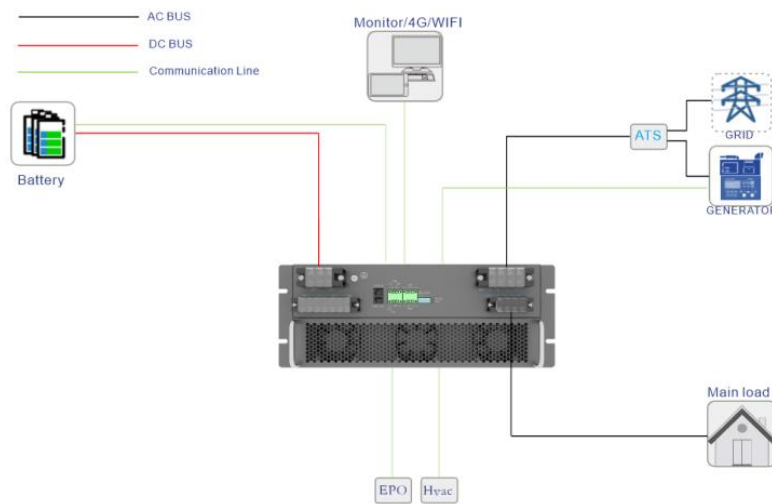 AC BUS
Monitor/4G/WIFI
DC BUS
Communication Line
ATS
GRID
Battery
GENERATOR
Main load
EPO
Hvac